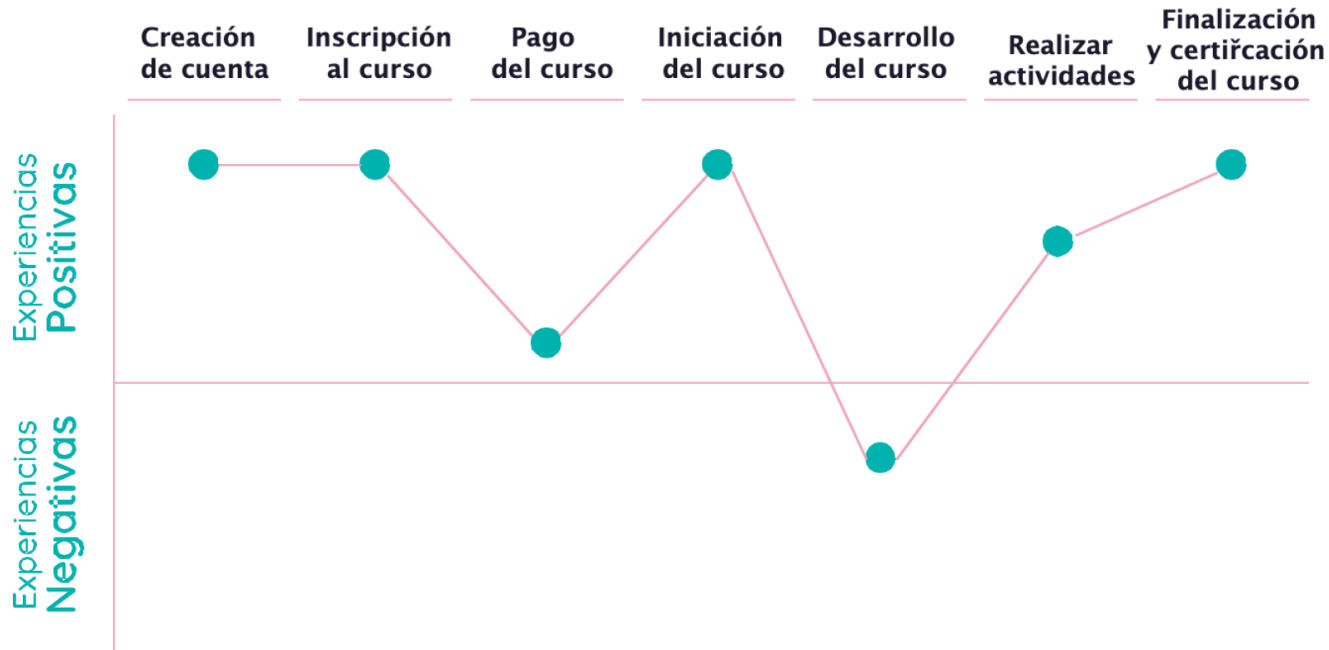 Creación
de cuenta
Inscripción
al curso
Pago
del curso
Iniciación
del curso
Desarrollo
del curso
Realizar
actividades
Finalización
y certiřcación
del curso
Experiencias
Positivas
Experiencias
Negativas